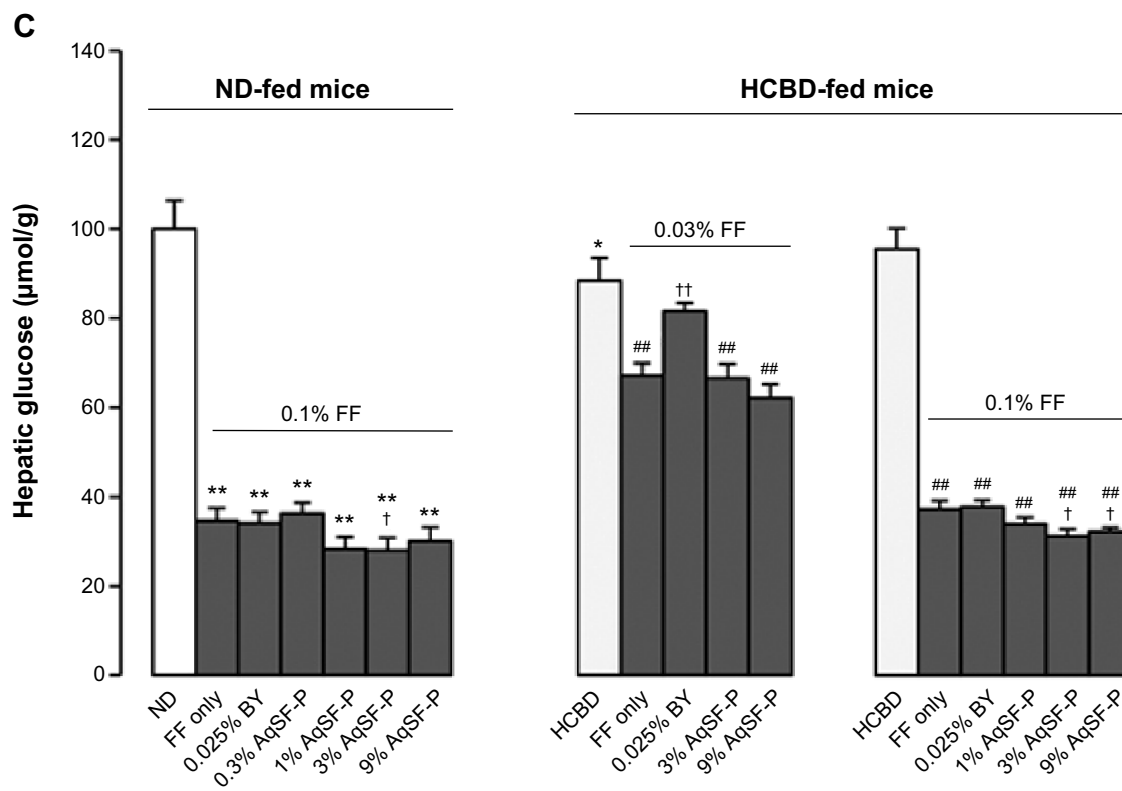 C
Hepatic glucose (µmol/g)
140
120
100
80
60
40
20
0
ND-fed mice
0.1% FF
**
**
**
**
**
†
**
ND
FF only
0.025% BY
0.3% AqSF-P
1% AqSF-P
3% AqSF-P
9% AqSF-P
HCBD-fed mice
0.03% FF
*
##
††
##
##
HCBD
FF only
0.025% BY
3% AqSF-P
9% AqSF-P
0.1% FF
##
##
##
##
†
##
†
HCBD
FF only
0.025% BY
1% AqSF-P
3% AqSF-P
9% AqSF-P